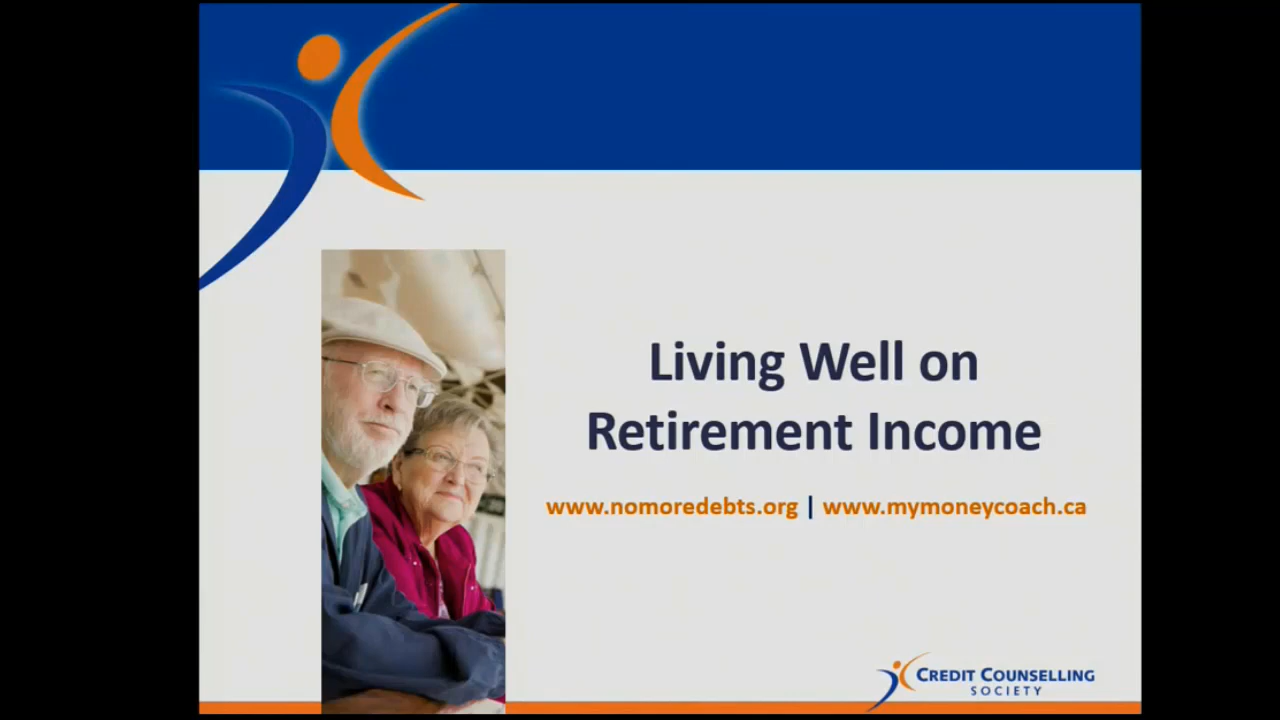 Living Well on
Retirement Income
www.nomoredebts.org | www.mymoneycoach.ca
CREDIT COUNSELLING
SOCIETY